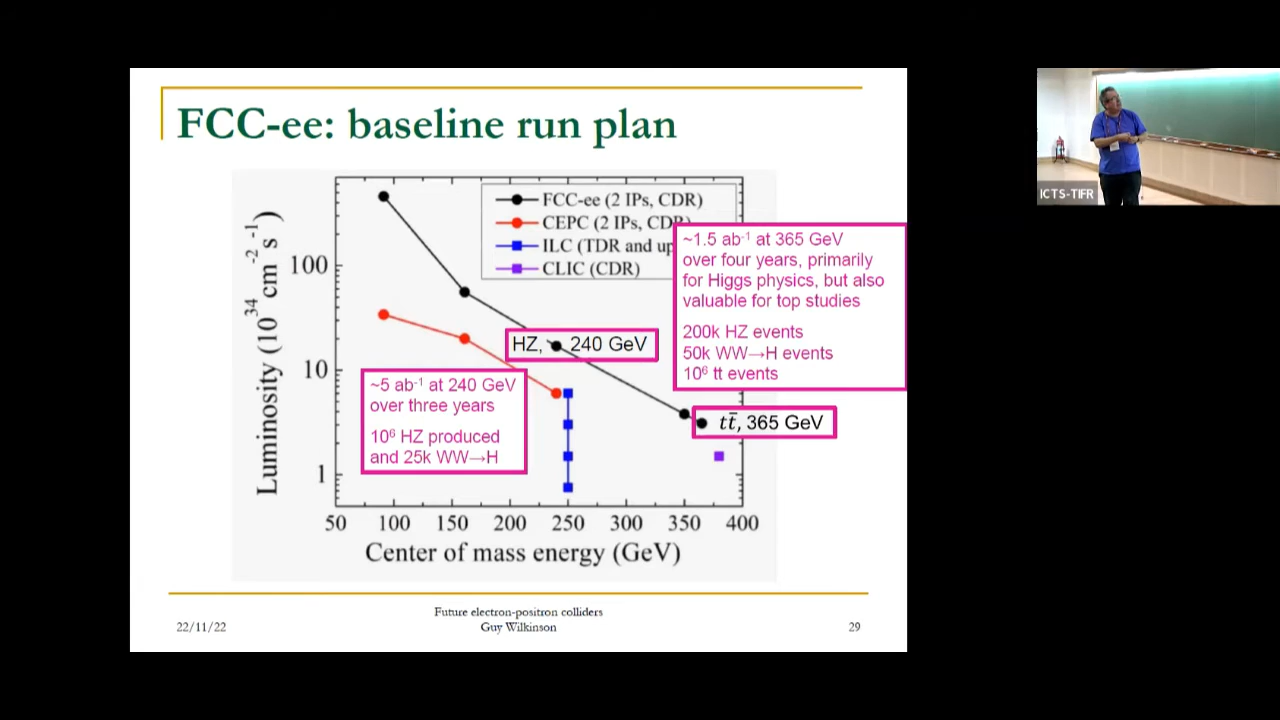 FCC-ee: baseline run plan
Luminosity (10³⁴ cm⁻² s⁻¹)
100
10
1
FCC-ee (2 IPs, CDR)
CEPC (2 IPs, CDR)
ILC (TDR and up
CLIC (CDR)
~1.5 ab⁻¹ at 365 GeV
over four years, primarily
for Higgs physics, but also
valuable for top studies
200k HZ events
50k WW→H events
10⁶ tt events
HZ, 240 GeV
~5 ab⁻¹ at 240 GeV
over three years
10⁶ HZ produced
and 25k WW→H
tt̄, 365 GeV
50 100 150 200 250 300 350 400
Center of mass energy (GeV)
22/11/22
Future electron-positron colliders
Guy Wilkinson
29
ICTS-TIFR